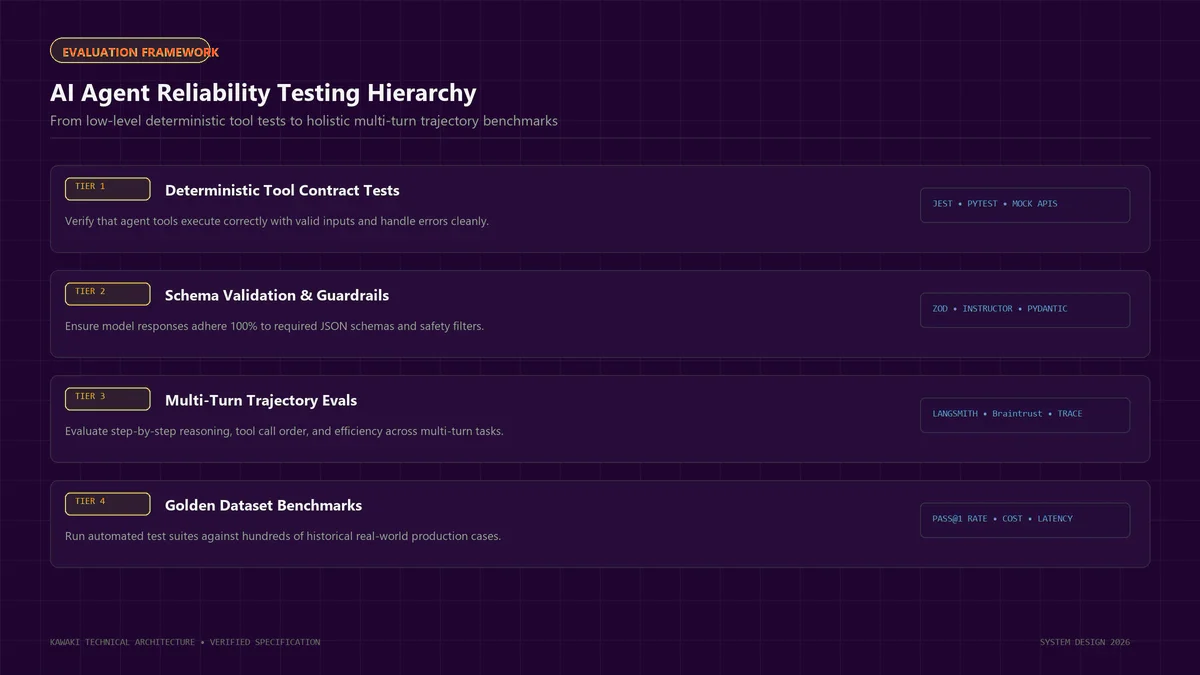 EVALUATION FRAMEWORK
AI Agent Reliability Testing Hierarchy
From low-level deterministic tool tests to holistic multi-turn trajectory benchmarks
TIER 1
Deterministic Tool Contract Tests
JEST • PYTEST • MOCK APIS
Verify that agent tools execute correctly with valid inputs and handle errors cleanly.
TIER 2
Schema Validation & Guardrails
ZOD • INSTRUCTOR • PYDANTIC
Ensure model responses adhere 100% to required JSON schemas and safety filters.
TIER 3
Multi-Turn Trajectory Evals
LANGSMITH • Braintrust • TRACE
Evaluate step-by-step reasoning, tool call order, and efficiency across multi-turn tasks.
TIER 4
Golden Dataset Benchmarks
PASS@1 RATE • COST • LATENCY
Run automated test suites against hundreds of historical real-world production cases.
KAWAKI TECHNICAL ARCHITECTURE • VERIFIED SPECIFICATION
SYSTEM DESIGN 2026